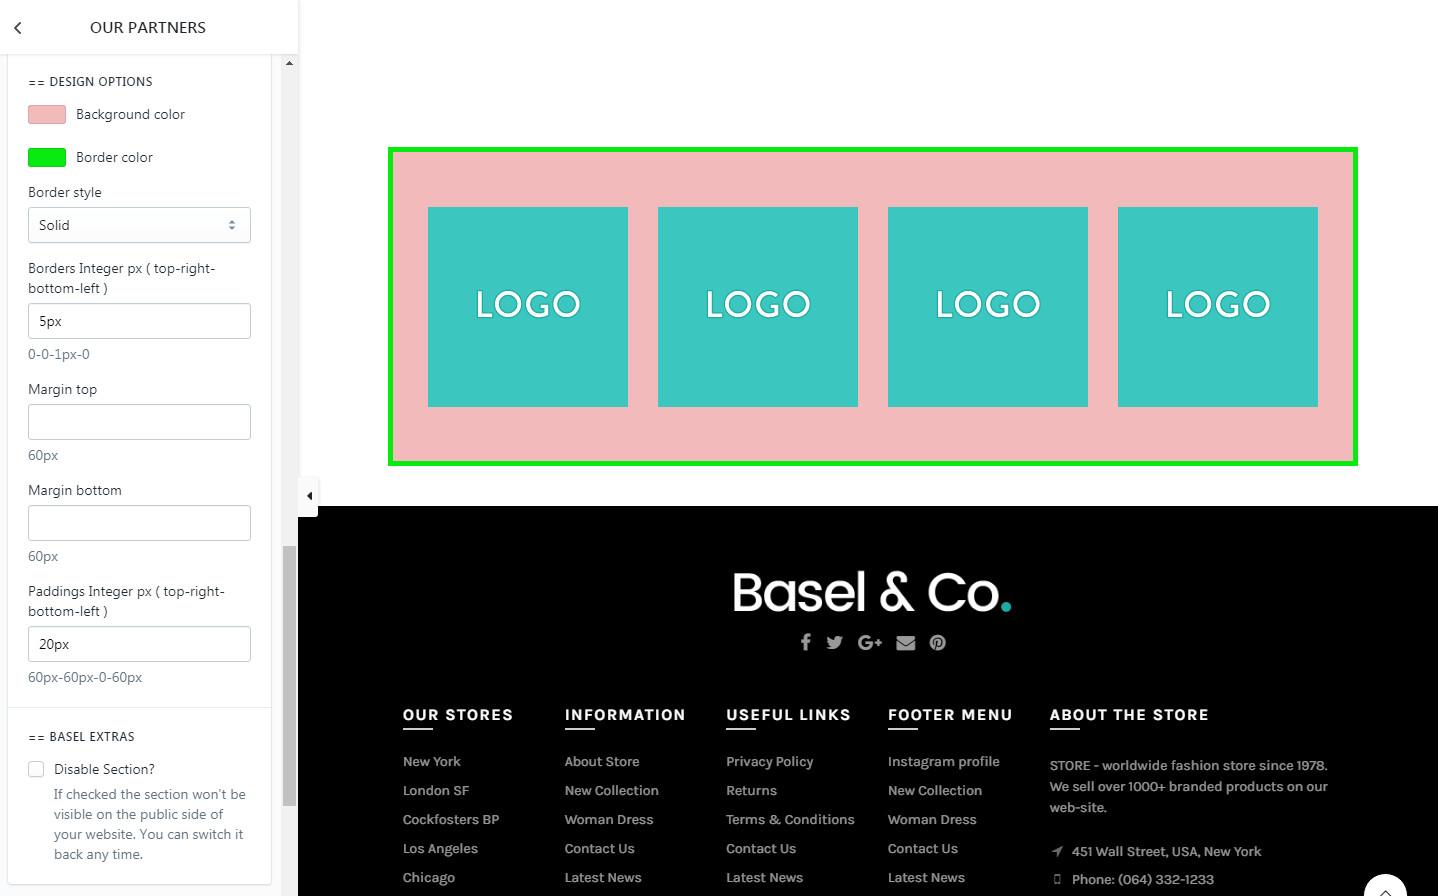 OUR PARTNERS
== DESIGN OPTIONS
Background color
Border color
Border style
Solid
Borders Integer px ( top-right-
bottom-left )
5px
0-0-1px-0
Margin top
60px
Margin bottom
60px
Paddings Integer px ( top-right-
bottom-left )
20px
60px-60px-0-60px
== BASEL EXTRAS
Disable Section?
If checked the section won't be
visible on the public side of
your website. You can switch it
back any time.
LOGO LOGO LOGO LOGO
Basel & Co.
OUR STORES
New York
London SF
Cockfosters BP
Los Angeles
Chicago
INFORMATION
About Store
New Collection
Woman Dress
Contact Us
Latest News
USEFUL LINKS
Privacy Policy
Returns
Terms & Conditions
Contact Us
Latest News
FOOTER MENU
Instagram profile
New Collection
Woman Dress
Contact Us
Latest News
ABOUT THE STORE
STORE - worldwide fashion store since 1978.
We sell over 1000+ branded products on our
web-site.
451 Wall Street, USA, New York
Phone: (064) 332-1233